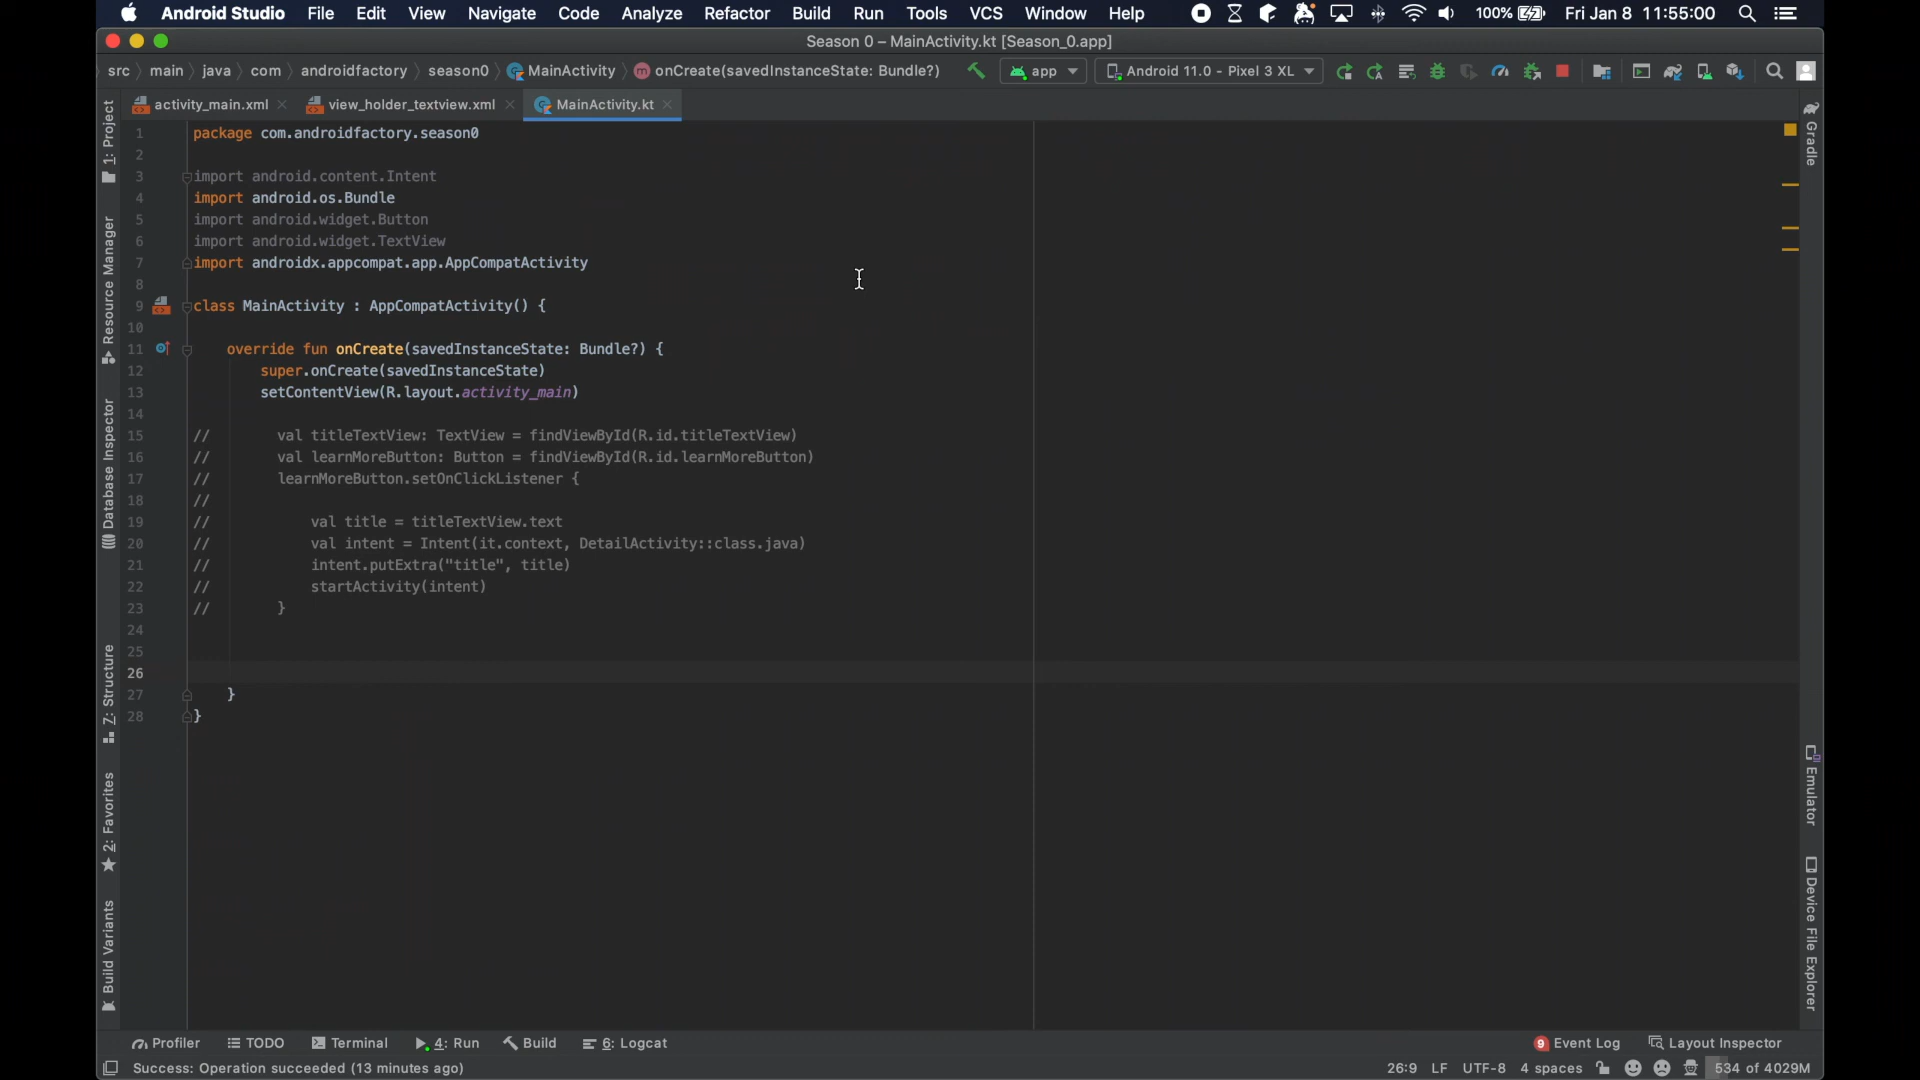 Android Studio File Edit View Navigate Code Analyze Refactor Build Run Tools VCS Window Help 100% Fri Jan 8 11:55:00
Season 0 – MainActivity.kt [Season_0.app]
src main java com androidfactory season0 MainActivity onCreate(savedInstanceState: Bundle?) app Android 11.0 - Pixel 3 XL
activity_main.xml view_holder_textview.xml MainActivity.kt
1: Project
Resource Manager
Database Inspector
Z: Structure
2: Favorites
Build Variants
1 package com.androidfactory.season0
2
3 import android.content.Intent
4 import android.os.Bundle
5 import android.widget.Button
6 import android.widget.TextView
7 import androidx.appcompat.app.AppCompatActivity
8
9 class MainActivity : AppCompatActivity() {
10
11     override fun onCreate(savedInstanceState: Bundle?) {
12         super.onCreate(savedInstanceState)
13         setContentView(R.layout.activity_main)
14
15 //        val titleTextView: TextView = findViewById(R.id.titleTextView)
16 //        val learnMoreButton: Button = findViewById(R.id.learnMoreButton)
17 //        learnMoreButton.setOnClickListener {
18 //
19 //            val title = titleTextView.text
20 //            val intent = Intent(it.context, DetailActivity::class.java)
21 //            intent.putExtra("title", title)
22 //            startActivity(intent)
23 //        }
24
25
26
27     }
28 }
Gradle
Emulator
Device File Explorer
Profiler TODO Terminal 4: Run Build 6: Logcat 9 Event Log Layout Inspector
Success: Operation succeeded (13 minutes ago) 26:9 LF UTF-8 4 spaces 534 of 4029M